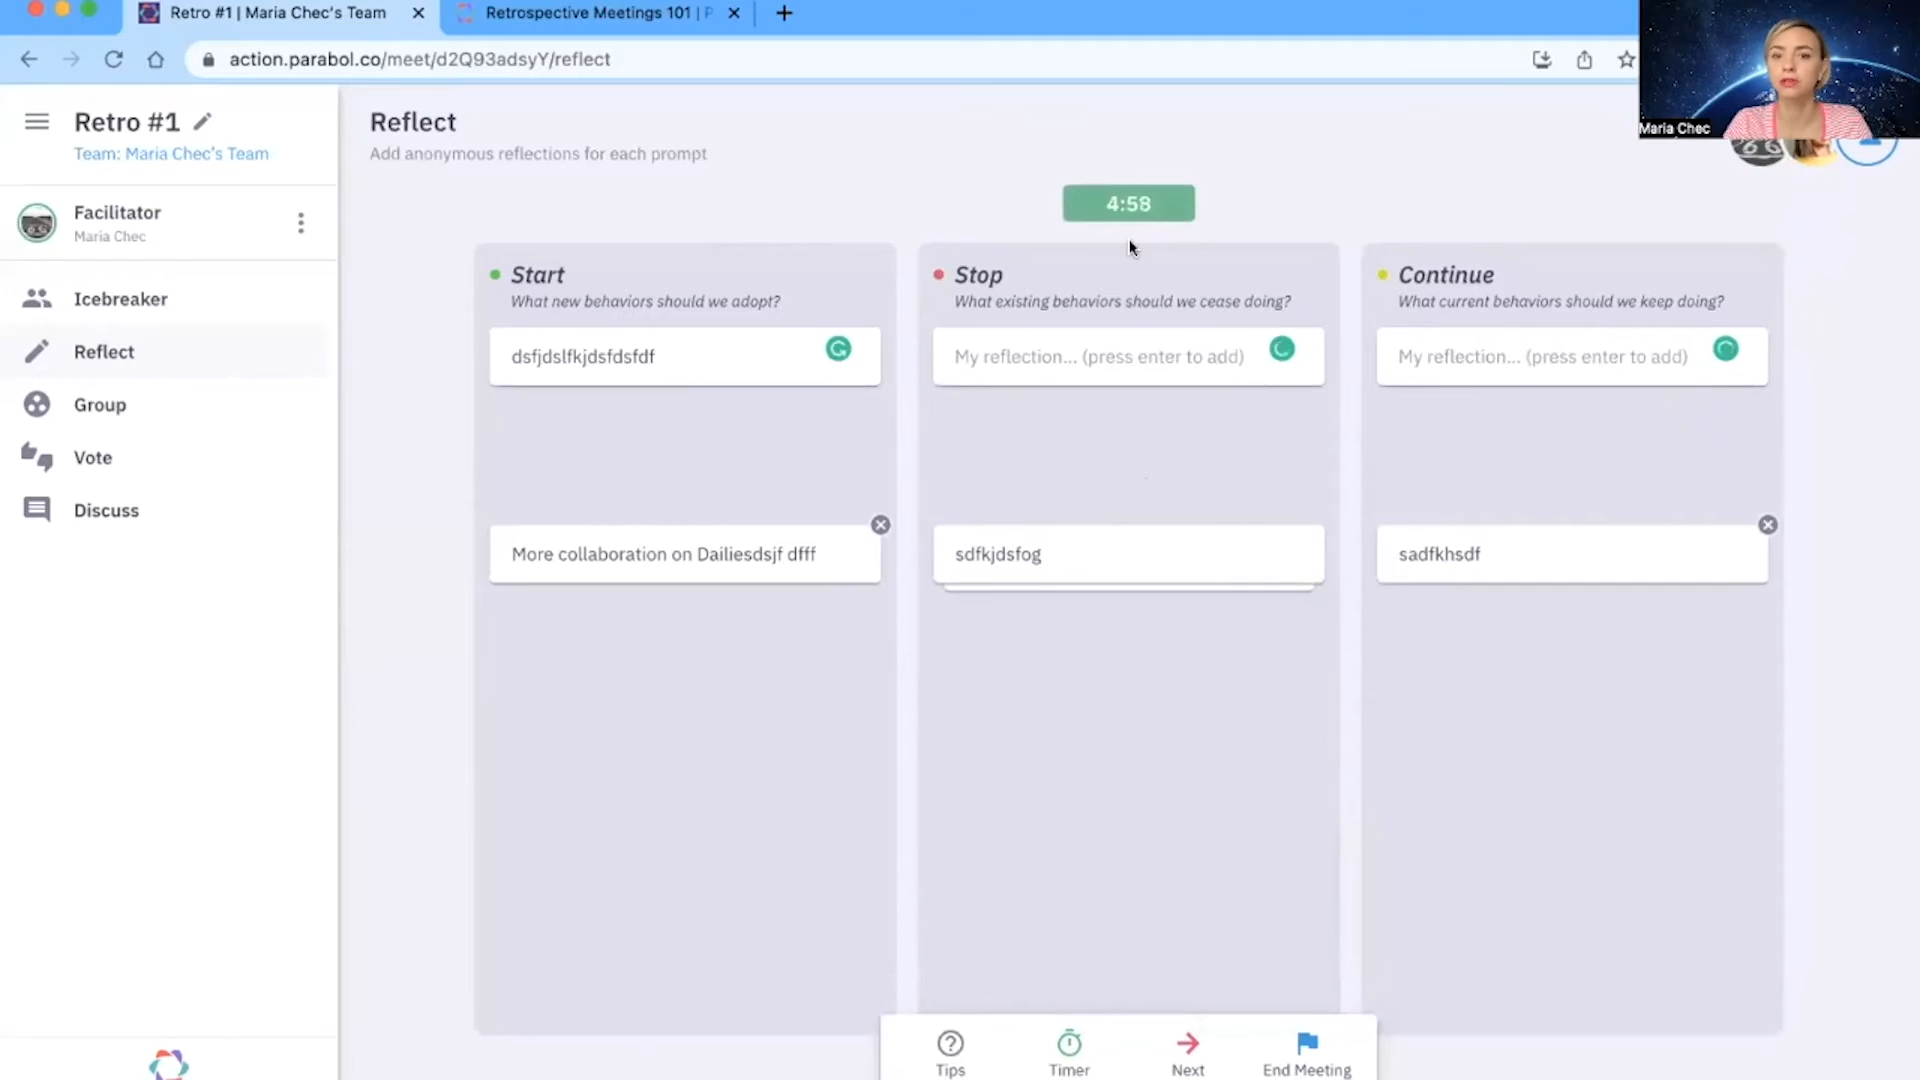 Retro #1 | Maria Chec's Team
Retrospective Meetings 101 | P
action.parabol.co/meet/d2Q93adsyY/reflect
Maria Chec
Retro #1
Team: Maria Chec's Team
Facilitator
Maria Chec
Icebreaker
Reflect
Group
Vote
Discuss
Reflect
Add anonymous reflections for each prompt
4:58
Start
What new behaviors should we adopt?
dsfjdslfkjdsfdsfdf
More collaboration on Dailiesdsjf dfff
Stop
What existing behaviors should we cease doing?
My reflection... (press enter to add)
sdfkjdsfog
Continue
What current behaviors should we keep doing?
My reflection... (press enter to add)
sadfkhsdf
Tips
Timer
Next
End Meeting